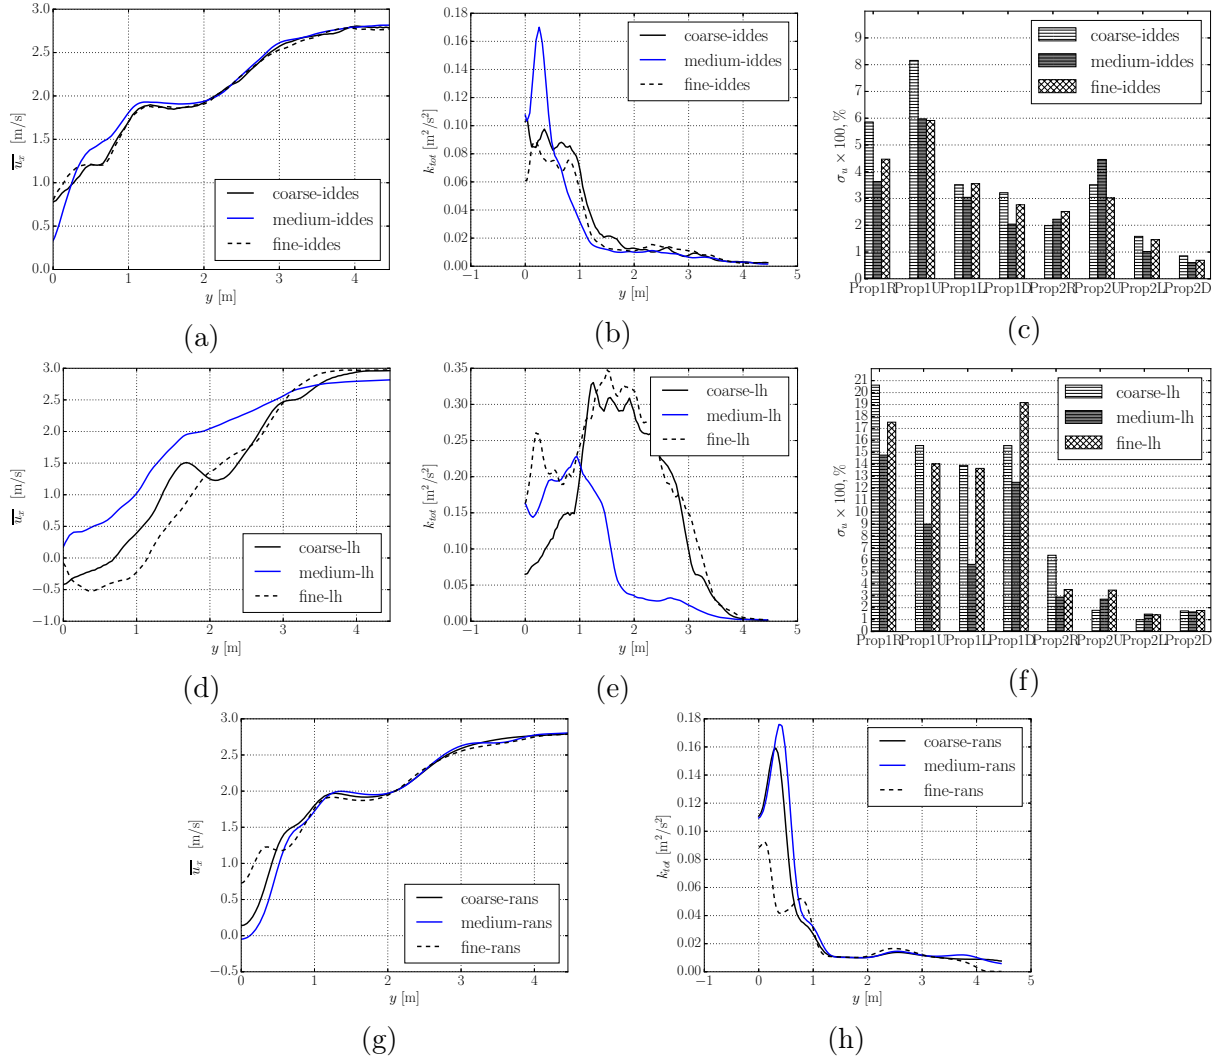 3.0
2.5
2.0
1.5
1.0
0.5
0.0
0 1 2 3 4
u_x [m/s]
y [m]
coarse-iddes
medium-iddes
fine-iddes
(a)
0.18
0.16
0.14
0.12
0.10
0.08
0.06
0.04
0.02
0.00
−1 0 1 2 3 4 5
k_tot [m²/s²]
y [m]
coarse-iddes
medium-iddes
fine-iddes
(b)
9
8
7
6
5
4
3
2
1
0
σ_u × 100, %
Prop1R Prop1U Prop1L Prop1D Prop2R Prop2U Prop2L Prop2D
coarse-iddes
medium-iddes
fine-iddes
(c)
3.0
2.5
2.0
1.5
1.0
0.5
0.0
−0.5
−1.0
0 1 2 3 4
u_x [m/s]
y [m]
coarse-lh
medium-lh
fine-lh
(d)
0.35
0.30
0.25
0.20
0.15
0.10
0.05
0.00
−1 0 1 2 3 4 5
k_tot [m²/s²]
y [m]
coarse-lh
medium-lh
fine-lh
(e)
21
20
19
18
17
16
15
14
13
12
11
10
9
8
7
6
5
4
3
2
1
0
σ_u × 100, %
Prop1R Prop1U Prop1L Prop1D Prop2R Prop2U Prop2L Prop2D
coarse-lh
medium-lh
fine-lh
(f)
3.0
2.5
2.0
1.5
1.0
0.5
0.0
−0.5
0 1 2 3 4
u_x [m/s]
y [m]
coarse-rans
medium-rans
fine-rans
(g)
0.18
0.16
0.14
0.12
0.10
0.08
0.06
0.04
0.02
0.00
−1 0 1 2 3 4 5
k_tot [m²/s²]
y [m]
coarse-rans
medium-rans
fine-rans
(h)